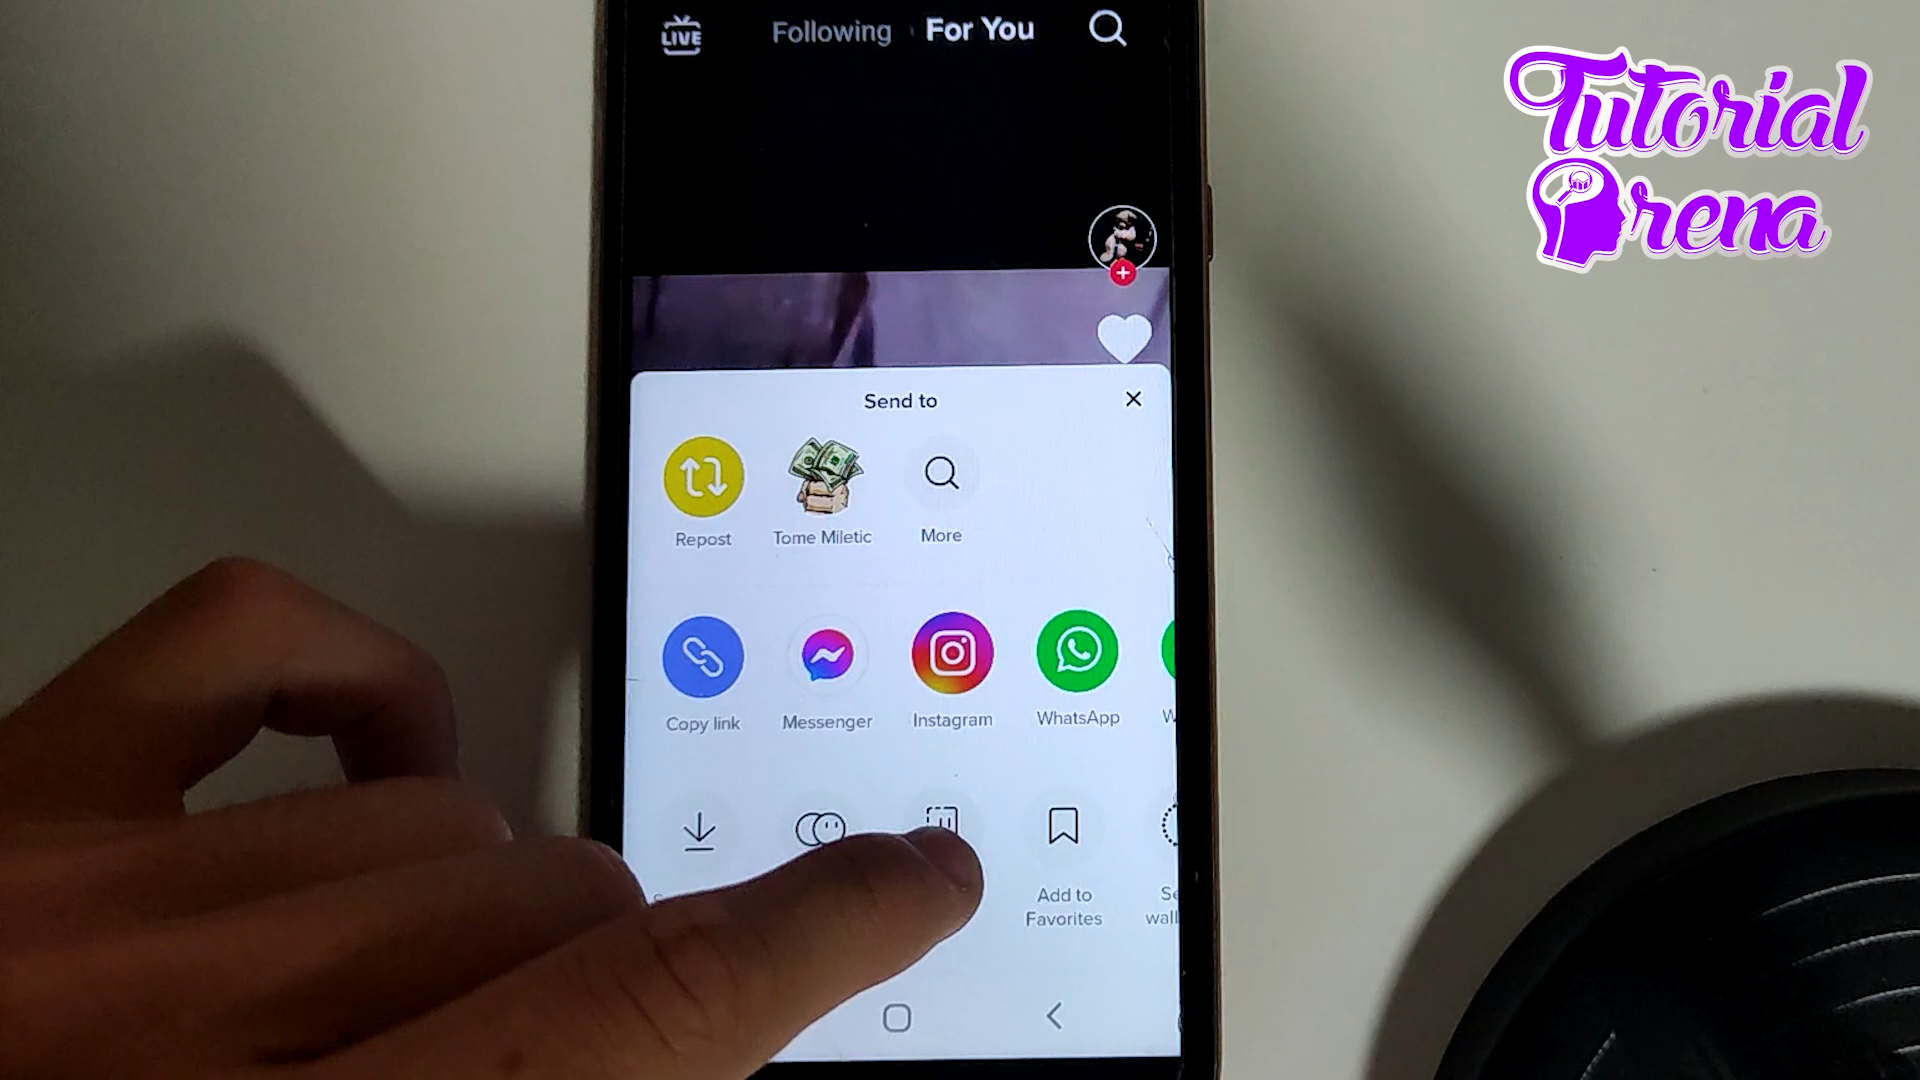 LIVE
Following
For You
Tutorial
Arena
Send to
Repost
Tome Miletic
More
Copy link
Messenger
Instagram
WhatsApp
Add to
Favorites